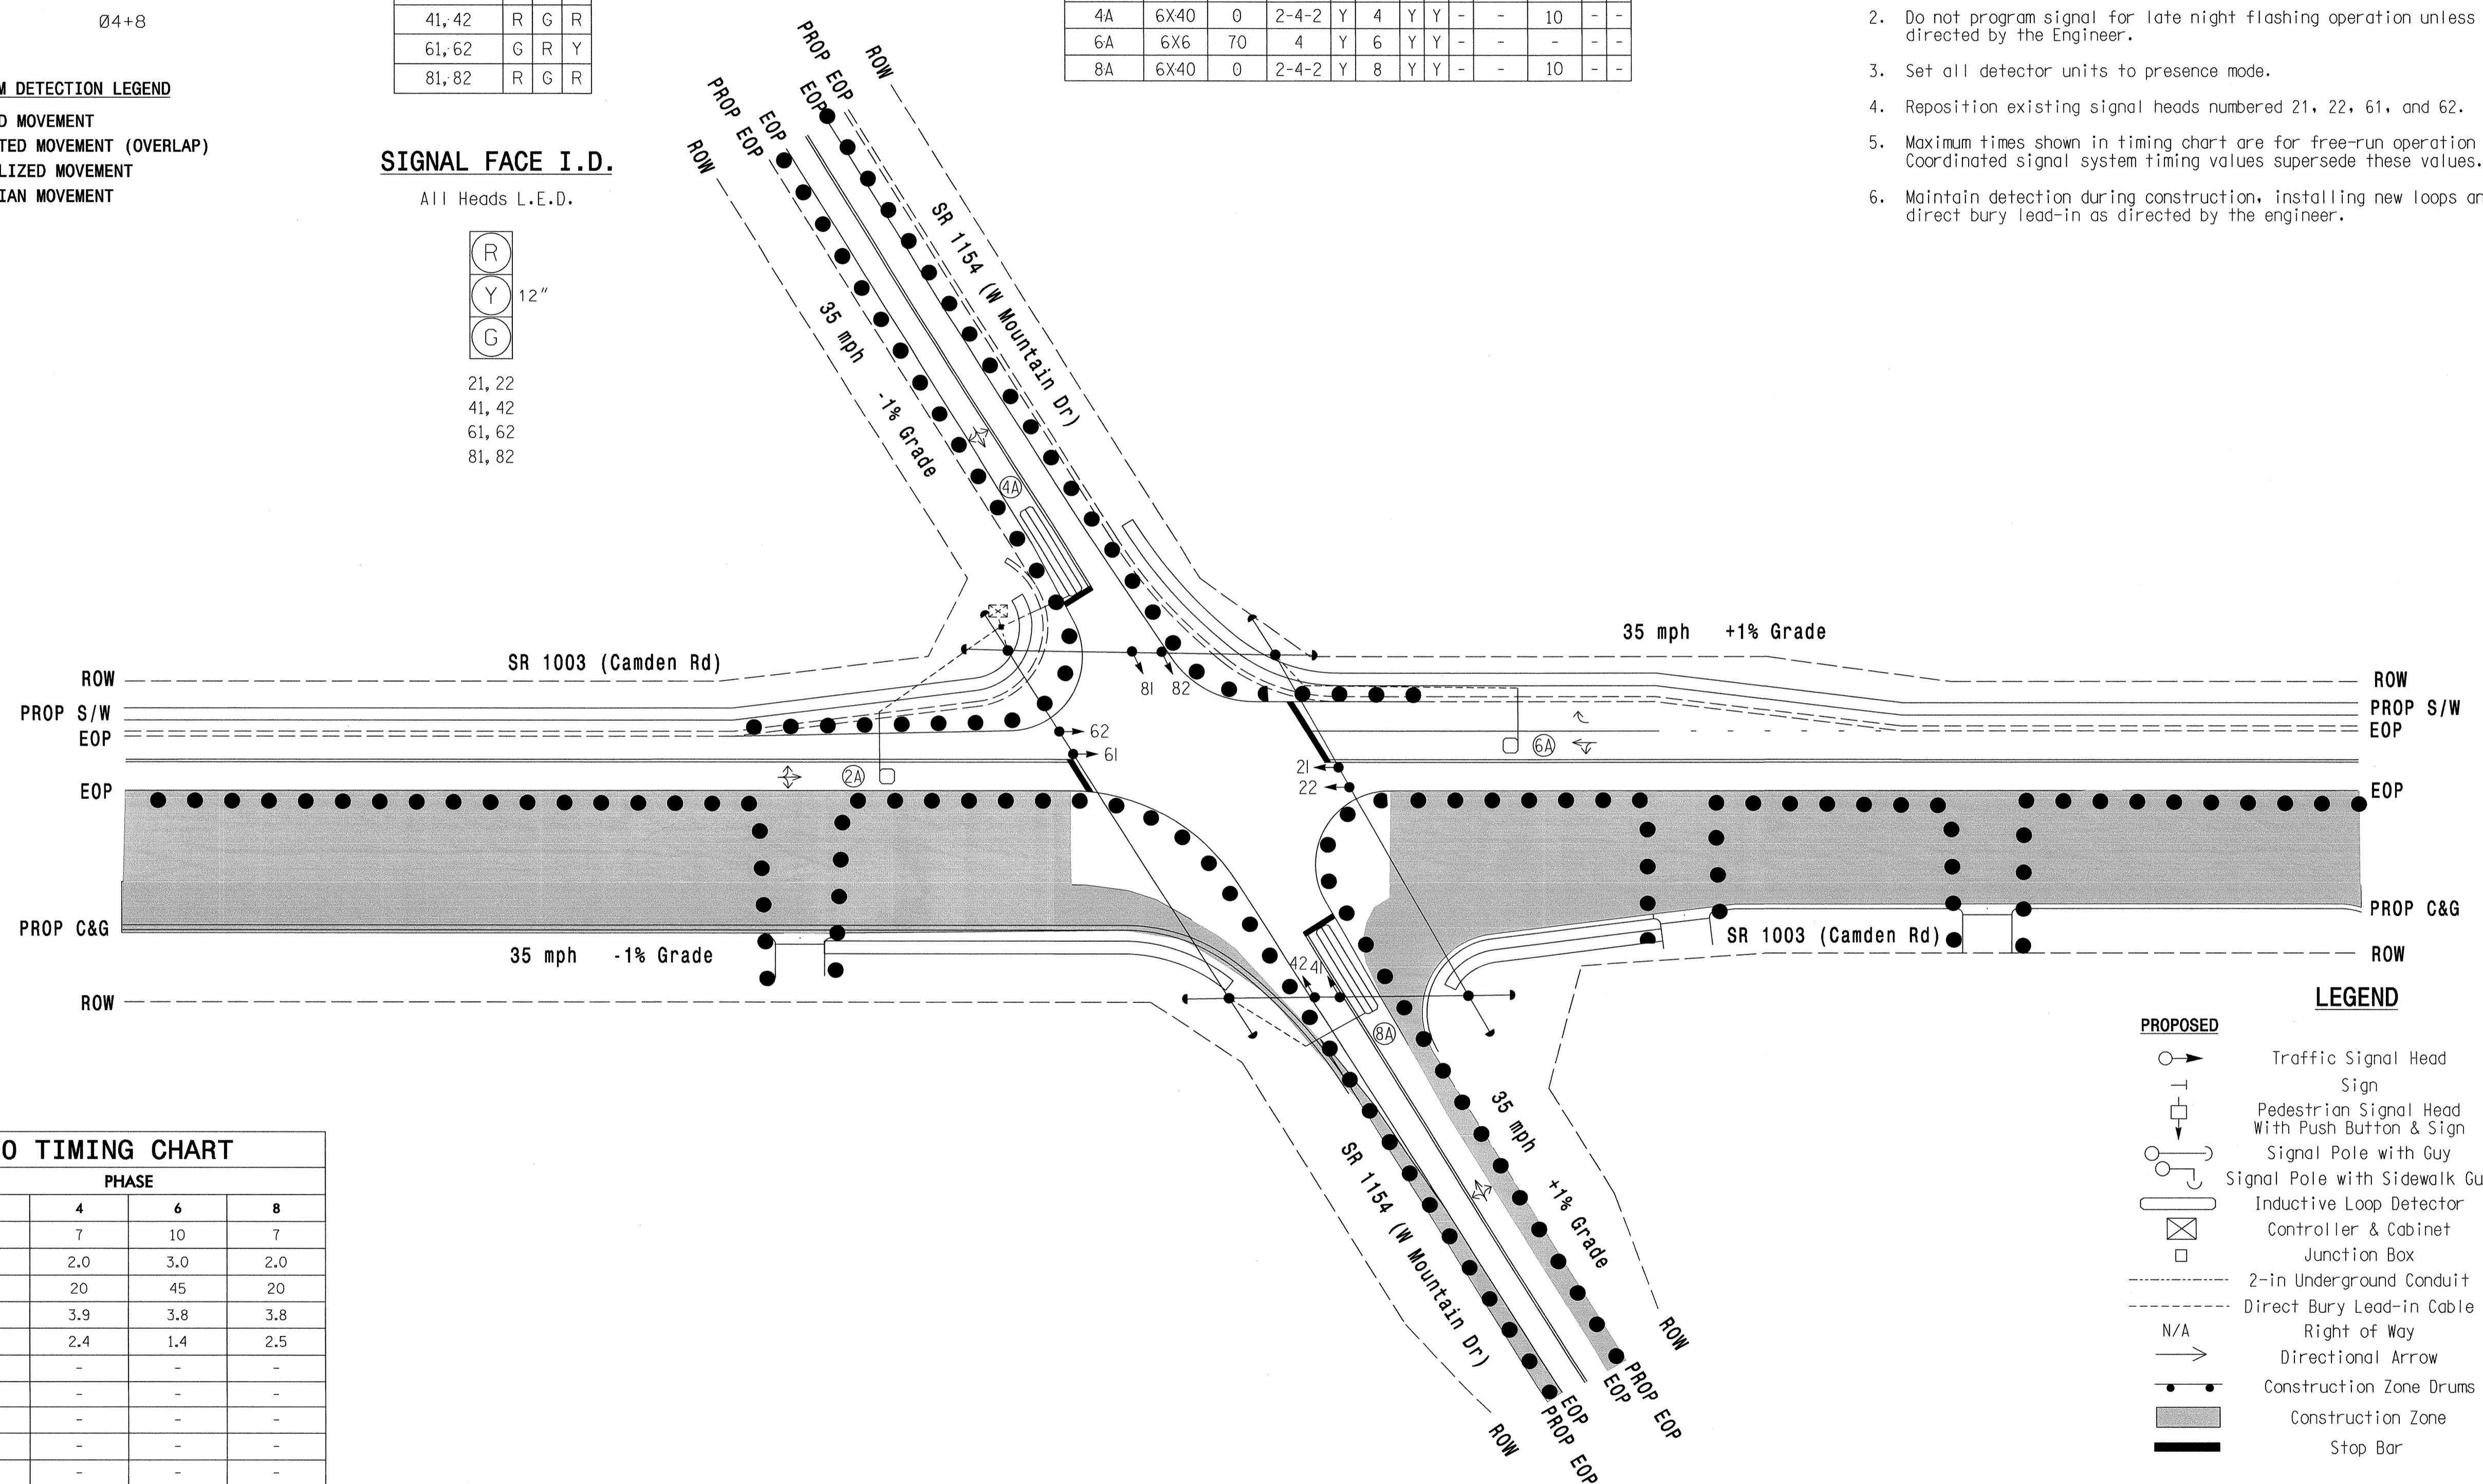 Ø04+8
M DETECTION LEGEND
D MOVEMENT
TED MOVEMENT (OVERLAP)
LIZED MOVEMENT
IAN MOVEMENT
41, 42 R G R
61, 62 G R Y
81, 82 R G R
SIGNAL FACE I.D.
All Heads L.E.D.
R
Y 12"
G
21, 22
41, 42
61, 62
81, 82
4A 6X40 0 2-4-2 Y 4 Y Y - - 10 - -
6A 6X6 70 4 Y 6 Y Y - - - - -
8A 6X40 0 2-4-2 Y 8 Y Y - - 10 - -
2. Do not program signal for late night flashing operation unless
directed by the Engineer.
3. Set all detector units to presence mode.
4. Reposition existing signal heads numbered 21, 22, 61, and 62.
5. Maximum times shown in timing chart are for free-run operation
Coordinated signal system timing values supersede these values.
6. Maintain detection during construction, installing new loops an
direct bury lead-in as directed by the engineer.
ROW
PROP EOP
EOP
PROP EOP
EOP
ROW
SR 1154 (W Mountain Dr)
35 mph -1% Grade
4A
SR 1003 (Camden Rd)
35 mph +1% Grade
ROW
PROP S/W
EOP
EOP
PROP C&G
ROW
81 82
62
61
2A
6A
21
22
ROW
PROP S/W
EOP
EOP
PROP C&G
ROW
35 mph -1% Grade
SR 1003 (Camden Rd)
42 41
8A
35 mph +1% Grade
SR 1154 (W Mountain Dr)
ROW
PROP EOP
EOP
EOP
PROP EOP
ROW
O TIMING CHART
PHASE
4 6 8
7 10 7
2.0 3.0 2.0
20 45 20
3.9 3.8 3.8
2.4 1.4 2.5
- - -
- - -
- - -
- - -
- - -
LEGEND
PROPOSED
Traffic Signal Head
Sign
Pedestrian Signal Head
With Push Button & Sign
Signal Pole with Guy
Signal Pole with Sidewalk Gu
Inductive Loop Detector
Controller & Cabinet
Junction Box
2-in Underground Conduit
Direct Bury Lead-in Cable
N/A Right of Way
Directional Arrow
Construction Zone Drums
Construction Zone
Stop Bar